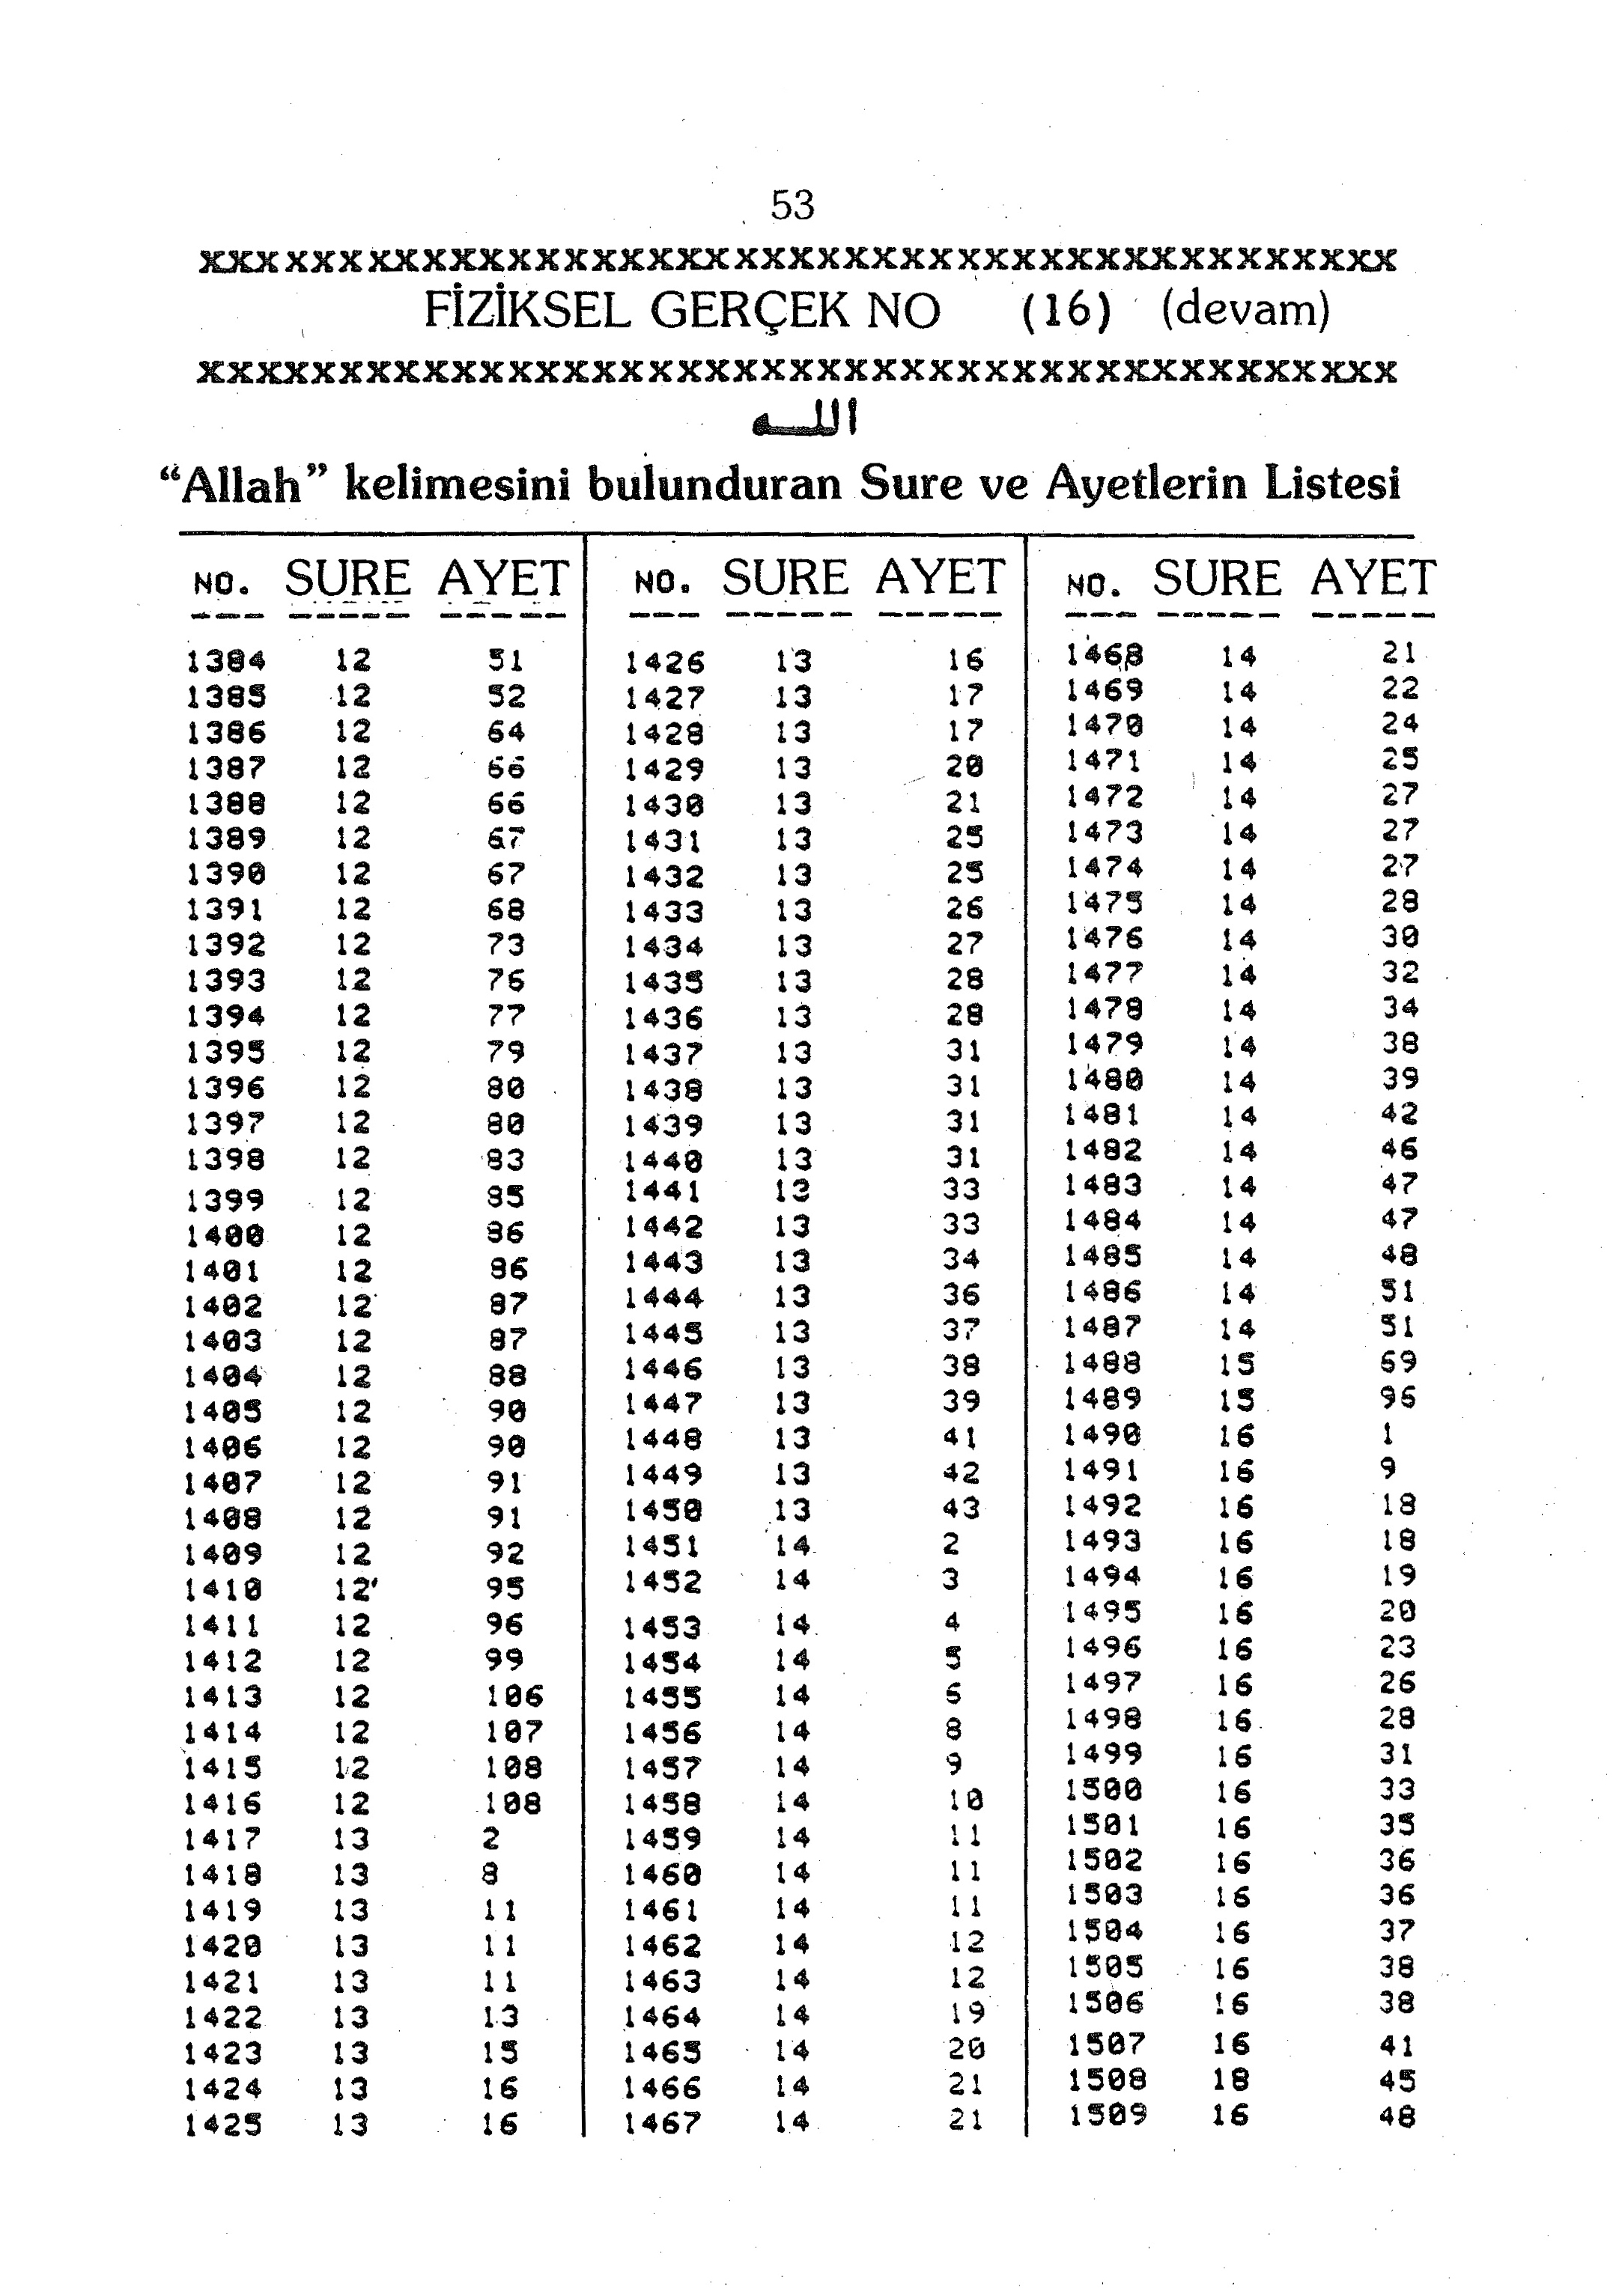 53
XXXXXXXXXXXXXXXXXXXXXXXXXXXXXXXXXXXXXXXXXXX
FİZİKSEL GERÇEK NO (16) (devam)
XXXXXXXXXXXXXXXXXXXXXXXXXXXXXXXXXXXXXXXXXXX
اللـه
“Allah” kelimesini bulunduran Sure ve Ayetlerin Listesi
NO. SURE AYET
1384 12 51
1385 12 52
1386 12 64
1387 12 66
1388 12 66
1389 12 67
1390 12 67
1391 12 68
1392 12 73
1393 12 76
1394 12 77
1395 12 79
1396 12 80
1397 12 80
1398 12 83
1399 12 85
1400 12 86
1401 12 86
1402 12 87
1403 12 87
1404 12 88
1405 12 90
1406 12 90
1407 12 91
1408 12 91
1409 12 92
1410 12 95
1411 12 96
1412 12 99
1413 12 106
1414 12 107
1415 12 108
1416 12 108
1417 13 2
1418 13 8
1419 13 11
1420 13 11
1421 13 11
1422 13 13
1423 13 15
1424 13 16
1425 13 16
NO. SURE AYET
1426 13 16
1427 13 17
1428 13 17
1429 13 20
1430 13 21
1431 13 25
1432 13 25
1433 13 26
1434 13 27
1435 13 28
1436 13 28
1437 13 31
1438 13 31
1439 13 31
1440 13 31
1441 13 33
1442 13 33
1443 13 34
1444 13 36
1445 13 37
1446 13 38
1447 13 39
1448 13 41
1449 13 42
1450 13 43
1451 14 2
1452 14 3
1453 14 4
1454 14 5
1455 14 6
1456 14 8
1457 14 9
1458 14 10
1459 14 11
1460 14 11
1461 14 11
1462 14 12
1463 14 12
1464 14 19
1465 14 20
1466 14 21
1467 14 21
NO. SURE AYET
1468 14 21
1469 14 22
1470 14 24
1471 14 25
1472 14 27
1473 14 27
1474 14 27
1475 14 28
1476 14 30
1477 14 32
1478 14 34
1479 14 38
1480 14 39
1481 14 42
1482 14 46
1483 14 47
1484 14 47
1485 14 48
1486 14 51
1487 14 51
1488 15 69
1489 15 96
1490 16 1
1491 16 9
1492 16 18
1493 16 18
1494 16 19
1495 16 20
1496 16 23
1497 16 26
1498 16 28
1499 16 31
1500 16 33
1501 16 35
1502 16 36
1503 16 36
1504 16 37
1505 16 38
1506 16 38
1507 16 41
1508 18 45
1509 16 48